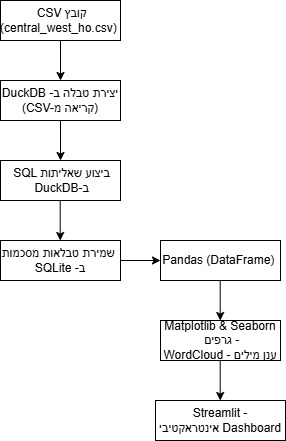 קובץ CSV
(central_west_ho.csv)
יצירת טבלה ב- DuckDB
(קריאה מ-CSV)
ביצוע שאליתות SQL
ב-DuckDB
שמירת טבלאות מסכמות
ב- SQLite
Pandas (DataFrame)
Matplotlib & Seaborn
גרפים -
ענן מילים - WordCloud
Streamlit -
Dashboard אינטראקטיבי